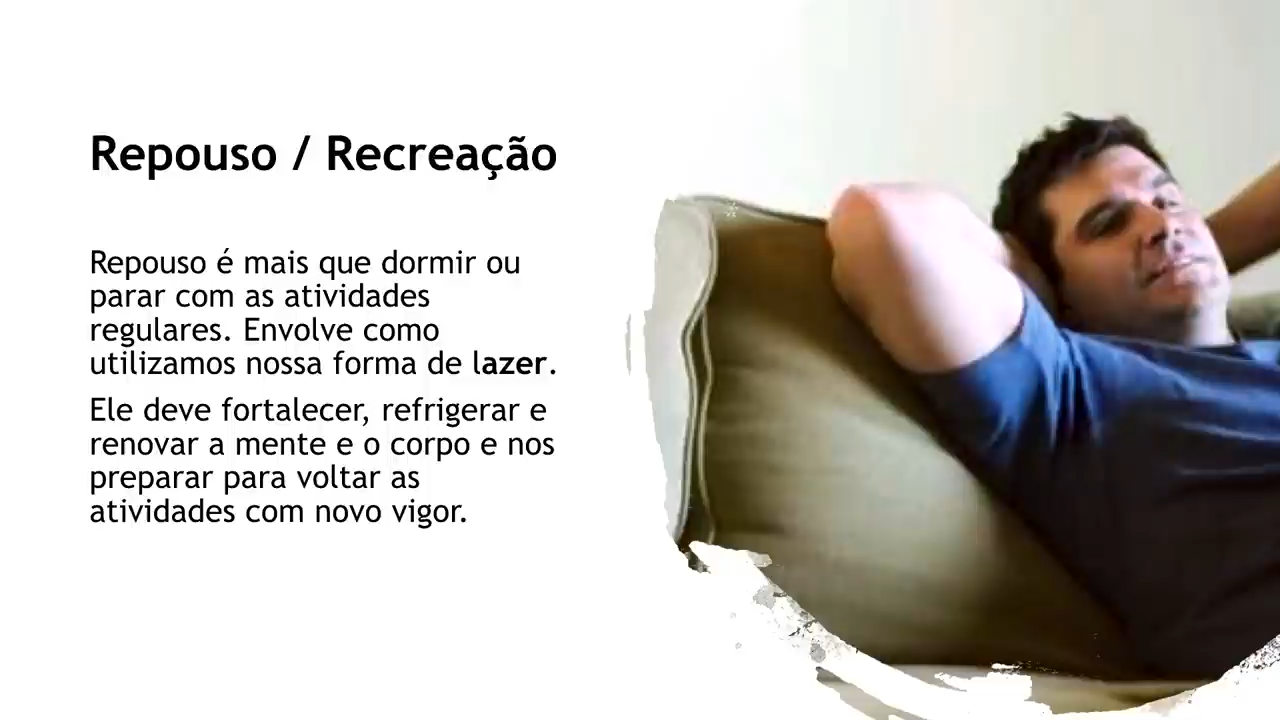 Repouso / Recreação
Repouso é mais que dormir ou
parar com as atividades
regulares. Envolve como
utilizamos nossa forma de lazer.
Ele deve fortalecer, refrigerar e
renovar a mente e o corpo e nos
preparar para voltar as
atividades com novo vigor.